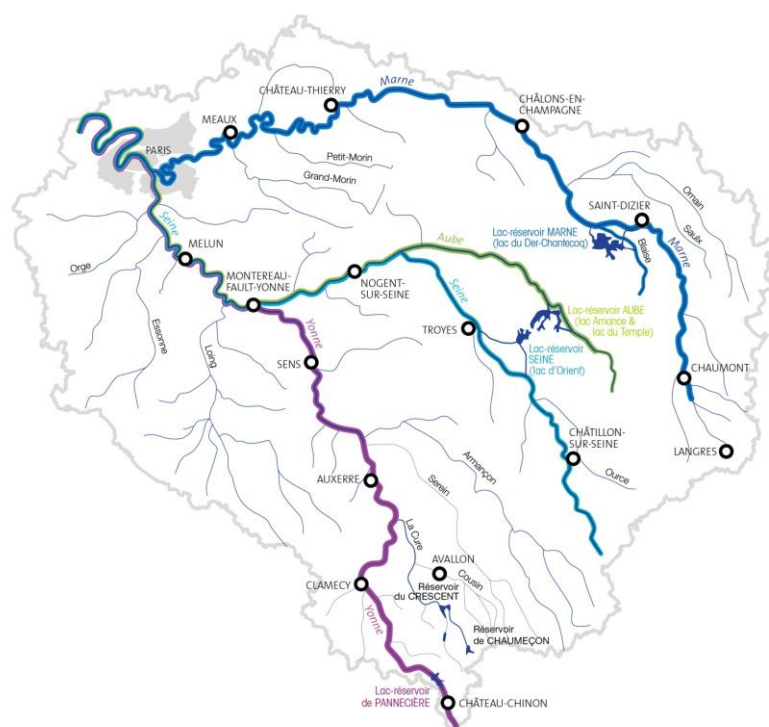 Marne
CHÂTEAU-THIERRY
CHÂLONS-EN-
CHAMPAGNE
MEAUX
PARIS
Petit-Morin
Grand-Morin
Ornain
Saulx
SAINT-DIZIER
Seine
Lac-réservoir MARNE
(lac du Der-Chantecoq)
Blaise
Marne
Aube
MELUN
Orge
NOGENT-
SUR-SEINE
MONTEREAU-
FAULT-YONNE
Seine
Lac-réservoir AUBE
(lac Amance &
lac du Temple)
TROYES
Lac-réservoir
SEINE
(lac d'Orient)
Essonne
Loing
Yonne
SENS
CHAUMONT
LANGRES
CHÂTILLON-
SUR-SEINE
Ource
Armançon
Serein
AUXERRE
La Cure
AVALLON
Cousin
CLAMECY
Réservoir
du CRESCENT
Yonne
Réservoir
de CHAUMEÇON
Lac-réservoir
de PANNECIÈRE
CHÂTEAU-CHINON